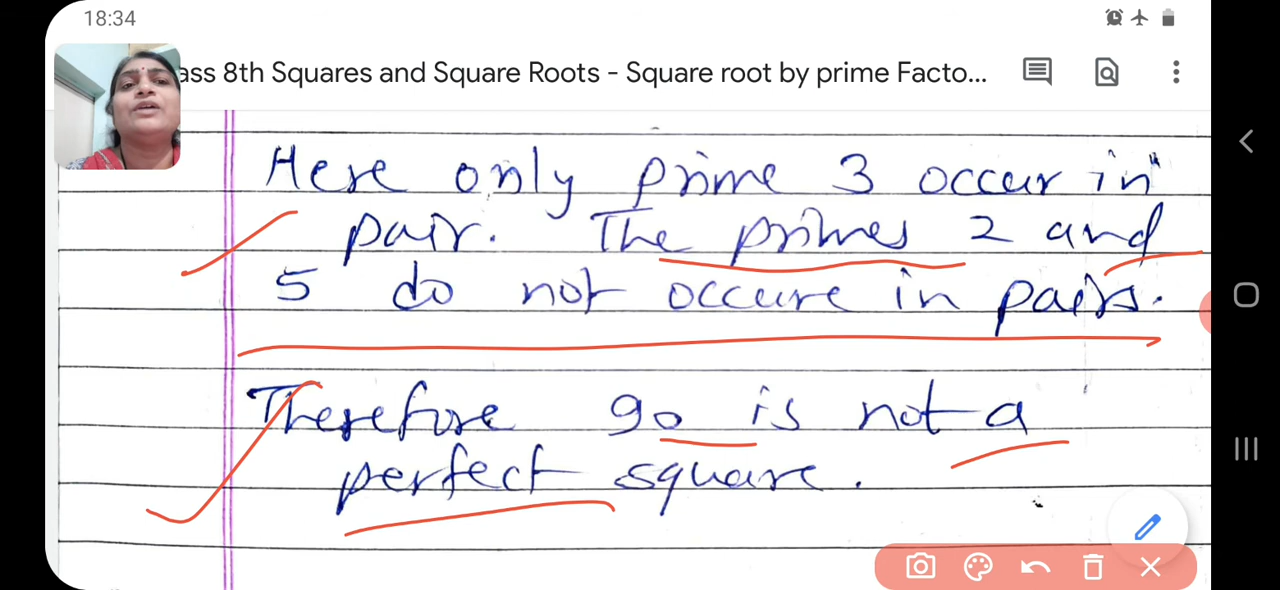 18:34
ass 8th Squares and Square Roots - Square root by prime Facto...
Here only prime 3 occur in
pair. The primes 2 and
5 do not occure in pairs.
Therefore 90 is not a
perfect square.